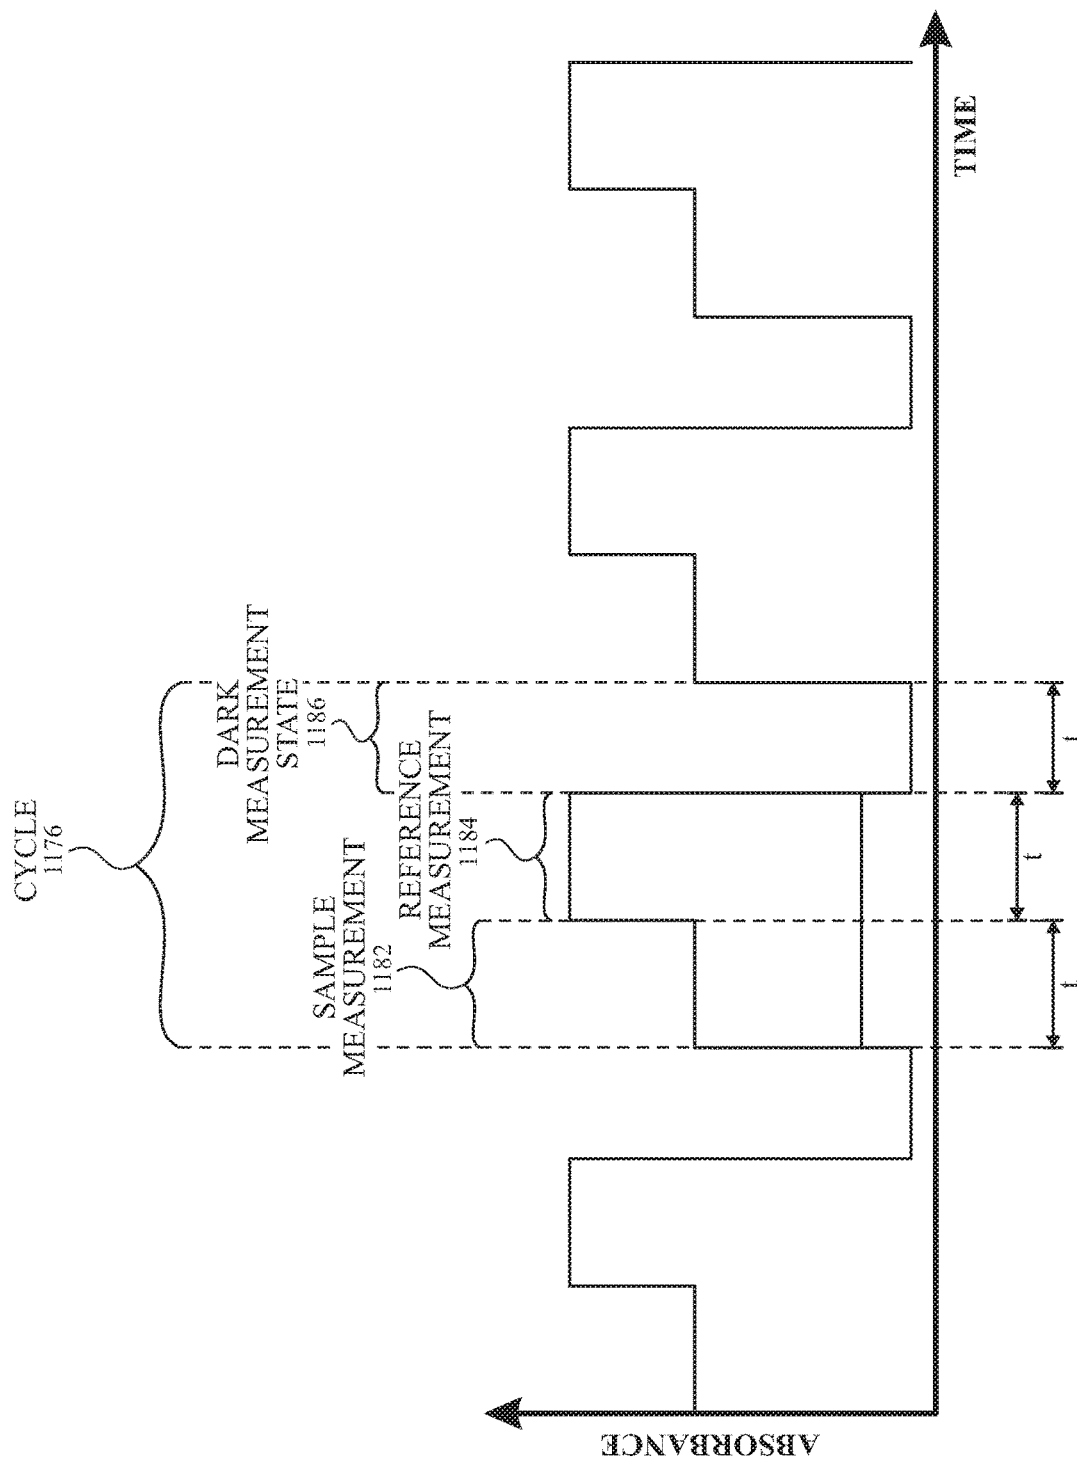 CYCLE
1176
DARK
MEASUREMENT
STATE
1186
SAMPLE
MEASUREMENT
1182
REFERENCE
MEASUREMENT
1184
ABSORBANCE
TIME
t
t
t